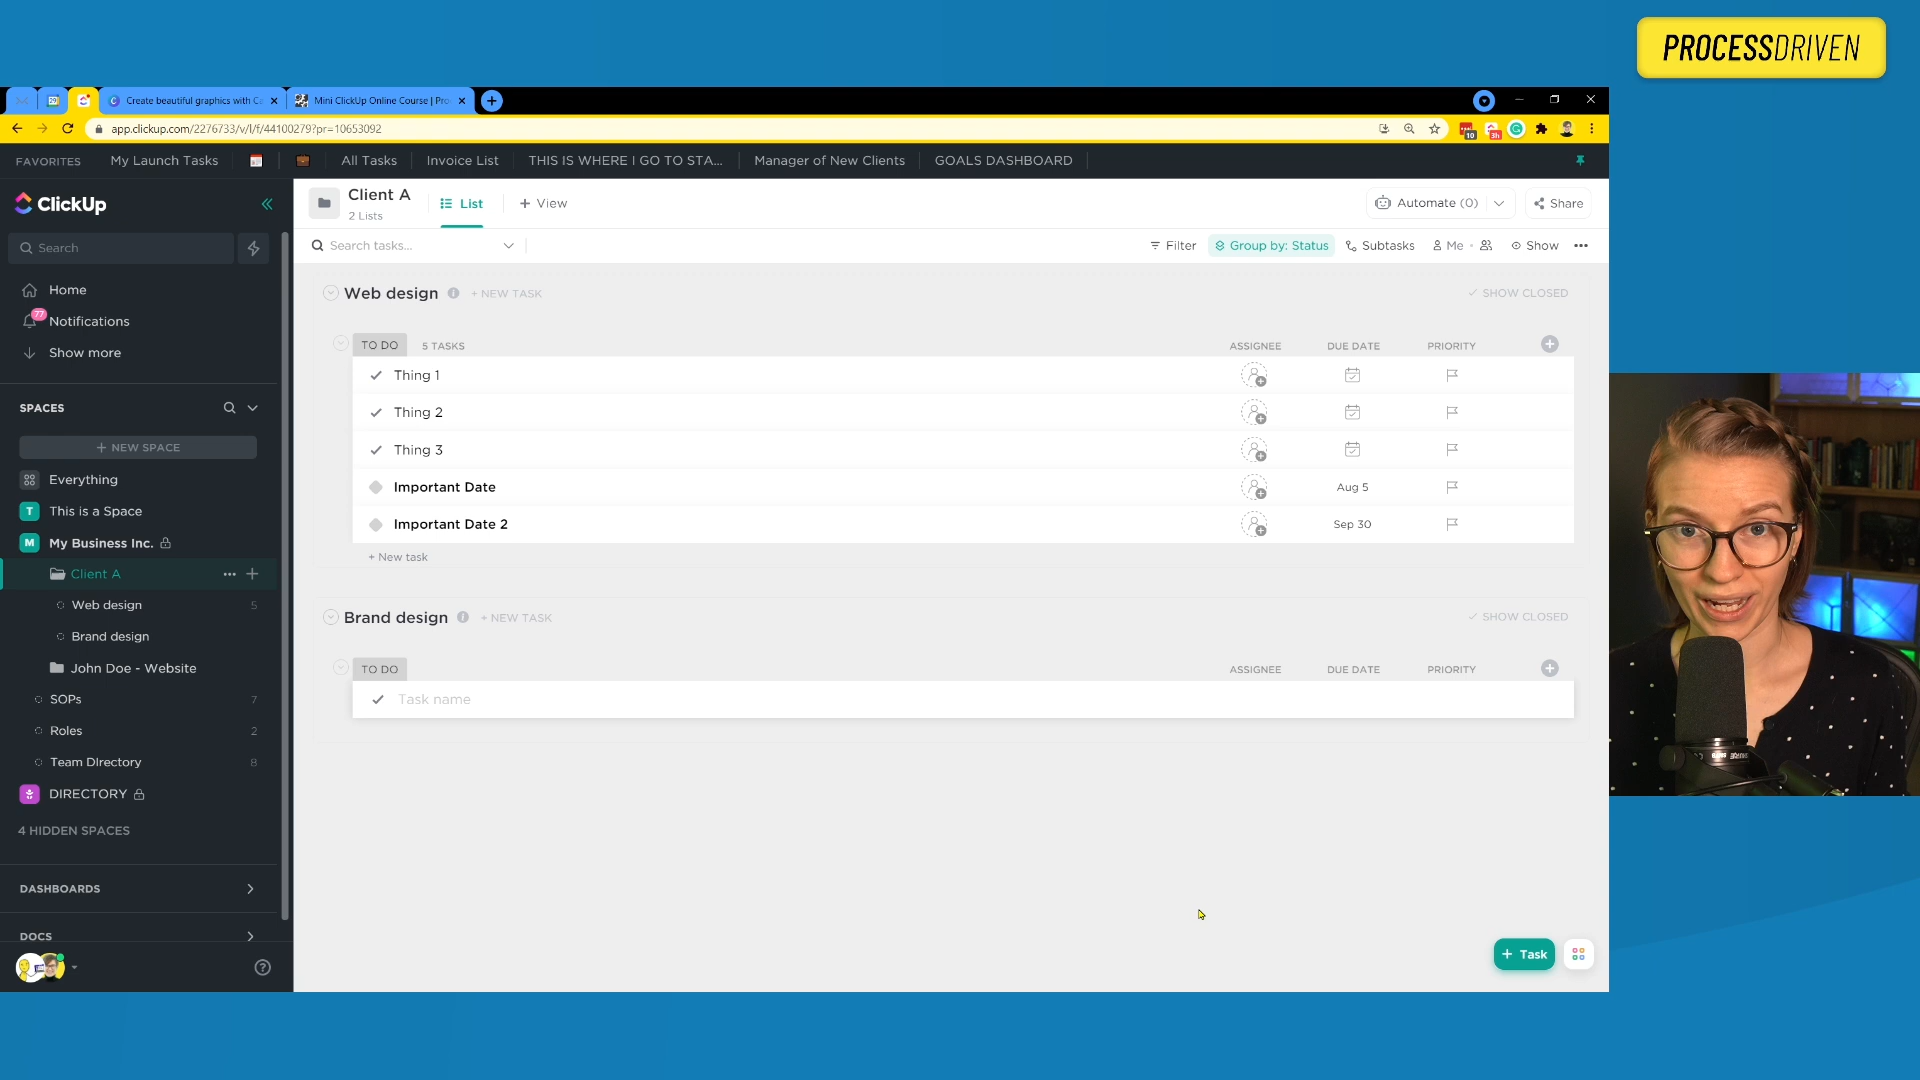 PROCESSDRIVEN
29
Create beautiful graphics with Ca
Mini ClickUp Online Course | Pro
app.clickup.com/2276733/v/l/f/44100279?pr=10653092
10
3h
FAVORITES
My Launch Tasks
All Tasks
Invoice List
THIS IS WHERE I GO TO STA...
Manager of New Clients
GOALS DASHBOARD
ClickUp
Search
Home
77
Notifications
Show more
SPACES
+ NEW SPACE
Everything
T
This is a Space
M
My Business Inc.
Client A
Web design
5
Brand design
John Doe - Website
SOPs
7
Roles
2
Team DIrectory
8
DIRECTORY
4 HIDDEN SPACES
DASHBOARDS
DOCS
Client A
2 Lists
List
+ View
Automate (0)
Share
Search tasks...
Filter
Group by: Status
Subtasks
Me
Show
Web design
+ NEW TASK
SHOW CLOSED
TO DO
5 TASKS
ASSIGNEE
DUE DATE
PRIORITY
Thing 1
Thing 2
Thing 3
Important Date
Aug 5
Important Date 2
Sep 30
+ New task
Brand design
+ NEW TASK
SHOW CLOSED
TO DO
ASSIGNEE
DUE DATE
PRIORITY
Task name
+ Task